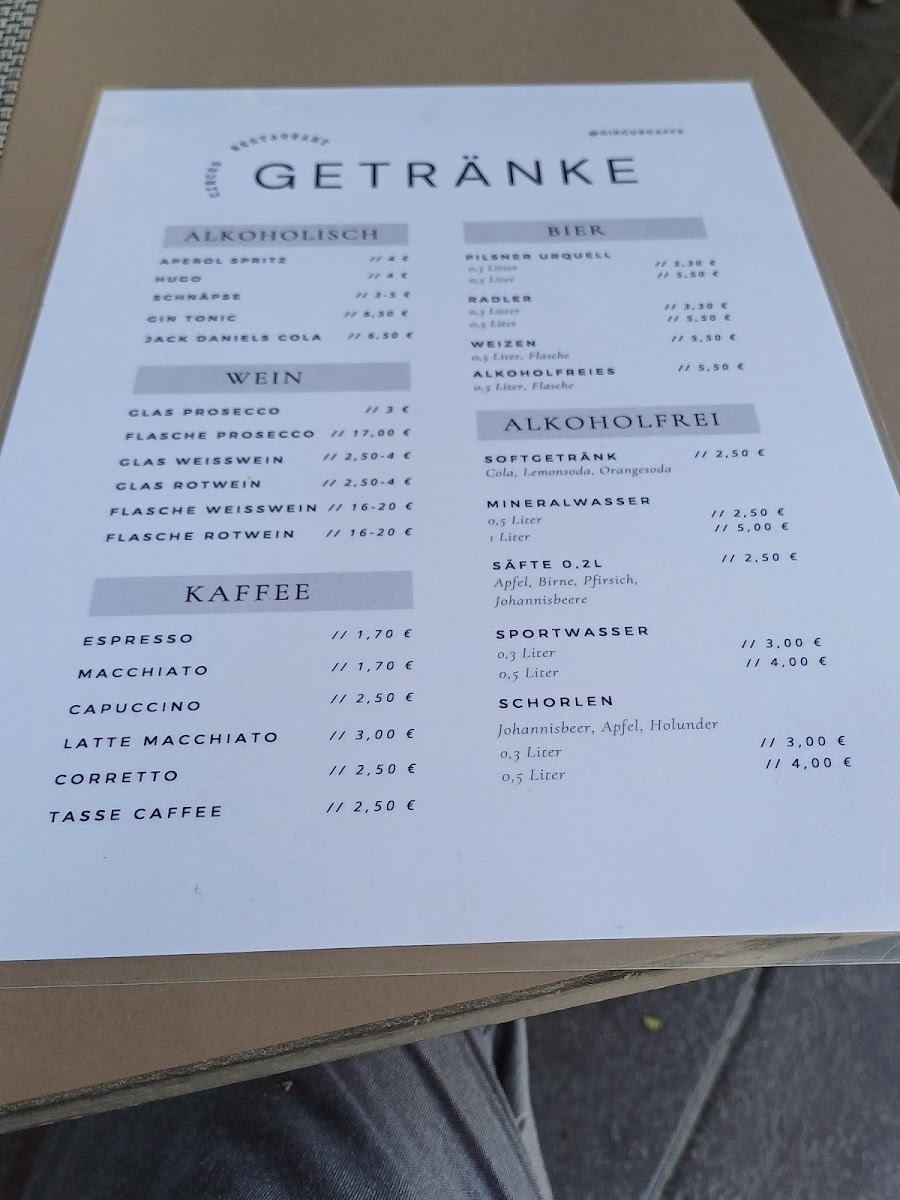 CIRCUS RESTAURANT
@CIRCUSCAFFE
GETRÄNKE
ALKOHOLISCH
APEROL SPRITZ // 4 €
HUGO // 4 €
SCHNÄPSE // 3-5 €
GIN TONIC // 6,50 €
JACK DANIELS COLA // 6,50 €
WEIN
GLAS PROSECCO // 3 €
FLASCHE PROSECCO // 17,00 €
GLAS WEISSWEIN // 2,50-4 €
GLAS ROTWEIN // 2,50-4 €
FLASCHE WEISSWEIN // 16-20 €
FLASCHE ROTWEIN // 16-20 €
KAFFEE
ESPRESSO // 1,70 €
MACCHIATO // 1,70 €
CAPUCCINO // 2,50 €
LATTE MACCHIATO // 3,00 €
CORRETTO // 2,50 €
TASSE CAFFEE // 2,50 €
BIER
PILSNER URQUELL
0,3 Litrer // 3,30 €
0,5 Liter // 5,50 €
RADLER
0,3 Litrer // 3,30 €
0,5 Liter // 5,50 €
WEIZEN // 5,50 €
0,5 Liter, Flasche
ALKOHOLFREIES // 5,50 €
0,5 Liter, Flasche
ALKOHOLFREI
SOFTGETRÄNK // 2,50 €
Cola, Lemonsoda, Orangesoda
MINERALWASSER
0,5 Liter // 2,50 €
1 Liter // 5,00 €
SÄFTE 0,2L // 2,50 €
Apfel, Birne, Pfirsich,
Johannisbeere
SPORTWASSER
0,3 Liter // 3,00 €
0,5 Liter // 4,00 €
SCHORLEN
Johannisbeer, Apfel, Holunder
0,3 Liter // 3,00 €
0,5 Liter // 4,00 €